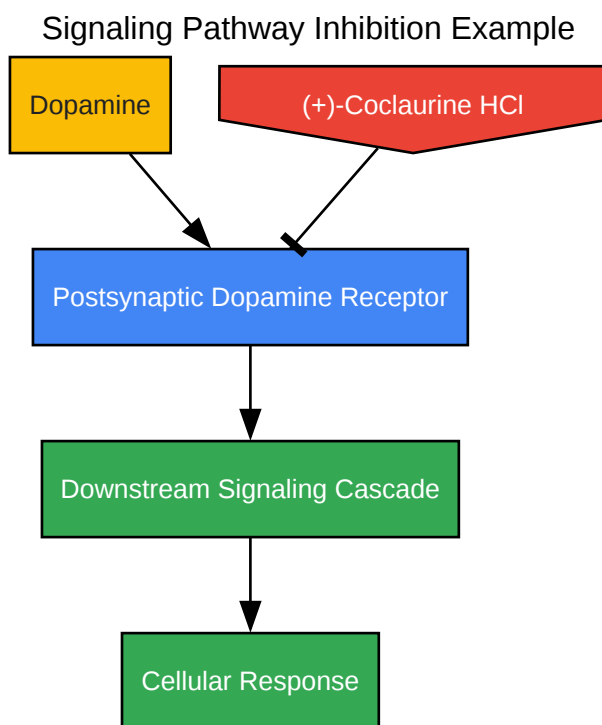 Signaling Pathway Inhibition Example
Dopamine
(+)-Coclaurine HCl
Postsynaptic Dopamine Receptor
Downstream Signaling Cascade
Cellular Response